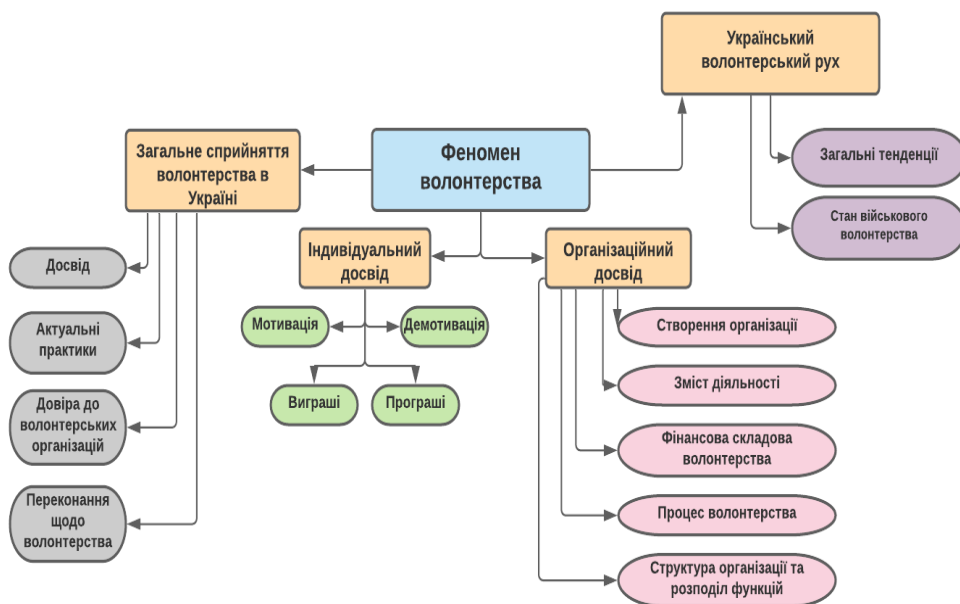 Український
волонтерський рух
Загальне сприйняття
волонтерства в
Україні
Феномен
волонтерства
Загальні тенденції
Стан військового
волонтерства
Індивідуальний
досвід
Організаційний
досвід
Досвід
Актуальні
практики
Довіра до
волонтерських
організацій
Переконання
щодо
волонтерства
Мотивація
Демотивація
Виграші
Програші
Створення організації
Зміст діяльності
Фінансова складова
волонтерства
Процес волонтерства
Структура організації та
розподіл функцій